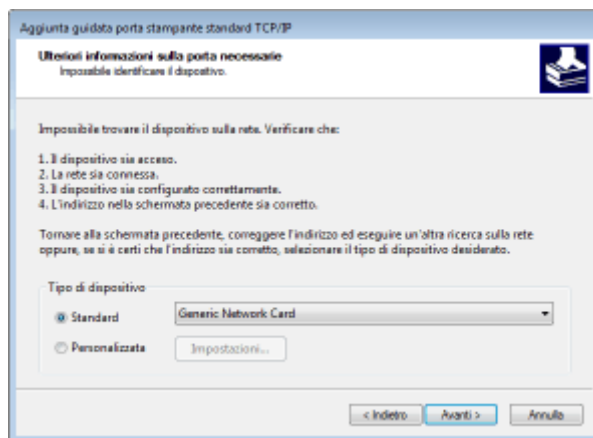 Aggiunta guidata porta stampante standard TCP/IP
Ulteriori informazioni sulla porta necessarie
Impossibile identificare il dispositivo.
Impossibile trovare il dispositivo sulla rete. Verificare che:
1. Il dispositivo sia acceso.
2. La rete sia connessa.
3. Il dispositivo sia configurato correttamente.
4. L'indirizzo nella schermata precedente sia corretto.
Tornare alla schermata precedente, correggere l'indirizzo ed eseguire un'altra ricerca sulla rete
oppure, se si è certi che l'indirizzo sia corretto, selezionare il tipo di dispositivo desiderato.
Tipo di dispositivo
Standard
Generic Network Card
Personalizzata
Impostazioni...
< Indietro
Avanti >
Annulla